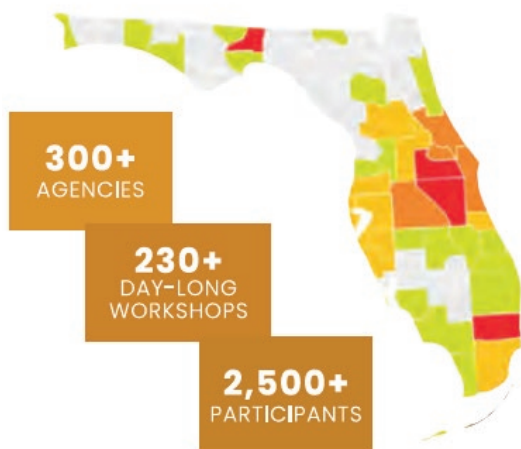 300+
AGENCIES
230+
DAY-LONG
WORKSHOPS
2,500+
PARTICIPANTS